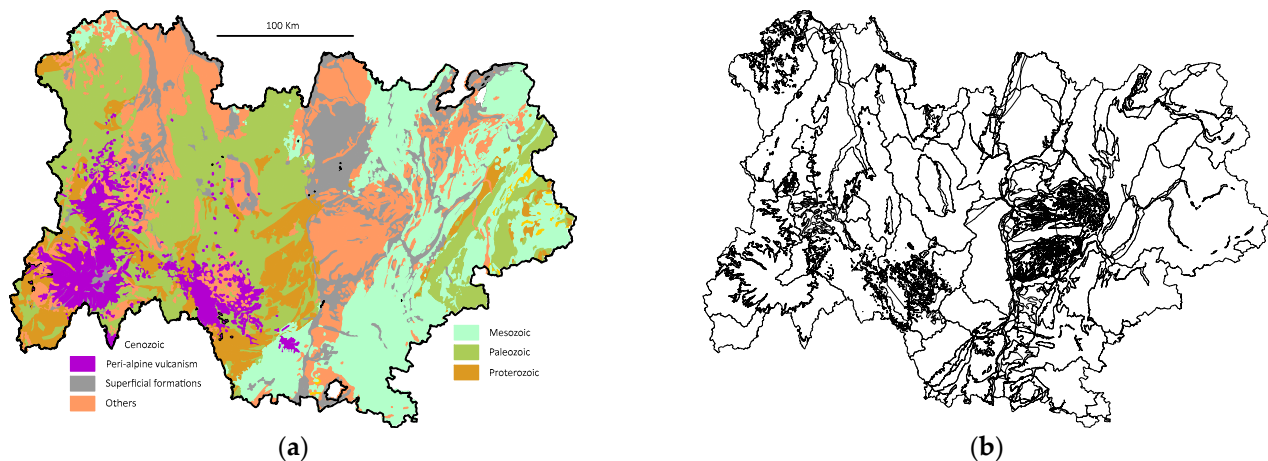 100 Km
Cenozoic
Peri-alpine vulcanism
Superficial formations
Others
Mesozoic
Paleozoic
Proterozoic
(a)
(b)